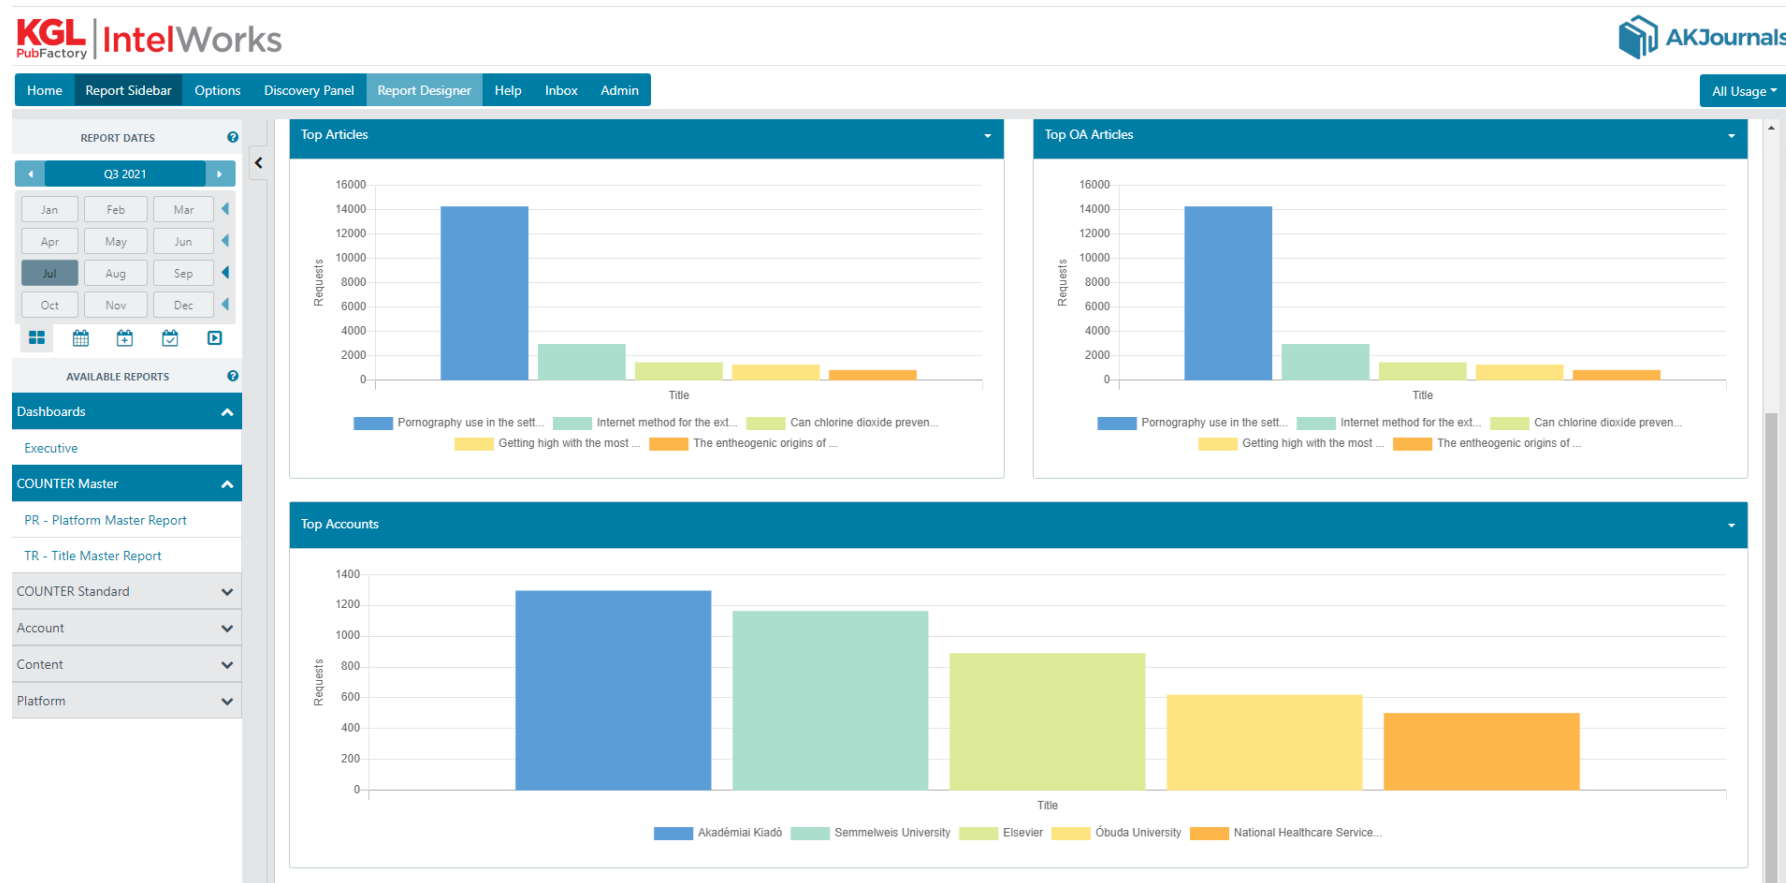 KGL PubFactory | IntelWorks
AKJournals
Home Report Sidebar Options Discovery Panel Report Designer Help Inbox Admin
All Usage
REPORT DATES
Q3 2021
Jan Feb Mar
Apr May Jun
Jul Aug Sep
Oct Nov Dec
AVAILABLE REPORTS
Dashboards
Executive
COUNTER Master
PR - Platform Master Report
TR - Title Master Report
COUNTER Standard
Account
Content
Platform
Top Articles
16000
14000
12000
10000
8000
6000
4000
2000
0
Requests
Title
Pornography use in the sett... Internet method for the ext... Can chlorine dioxide preven...
Getting high with the most ... The entheogenic origins of ...
Top OA Articles
16000
14000
12000
10000
8000
6000
4000
2000
0
Requests
Title
Pornography use in the sett... Internet method for the ext... Can chlorine dioxide preven...
Getting high with the most ... The entheogenic origins of ...
Top Accounts
1400
1200
1000
800
600
400
200
0
Requests
Title
Akadémiai Kiadó Semmelweis University Elsevier Óbuda University National Healthcare Service...